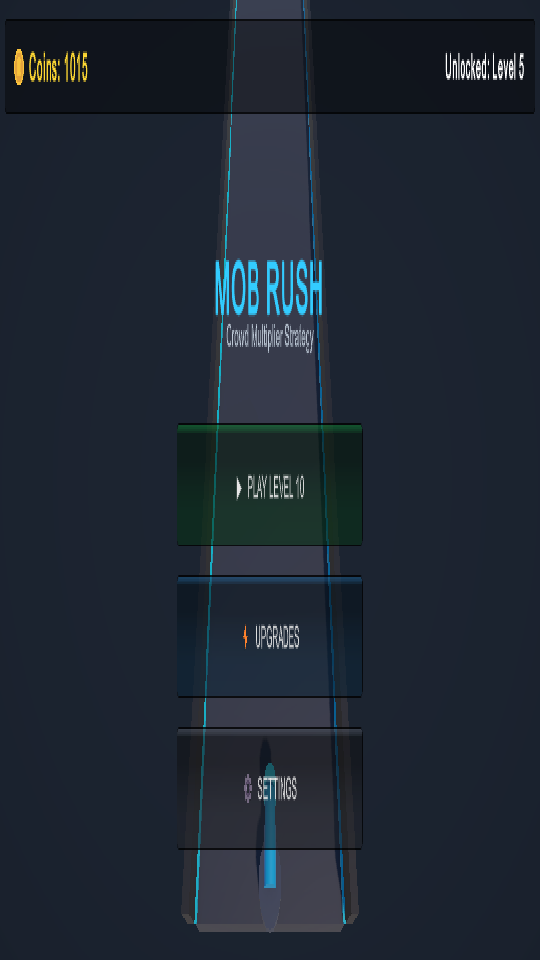 Coins: 1015
Unlocked: Level 5
MOB RUSH
Crowd Multiplier Strategy
▶ PLAY LEVEL 10
UPGRADES
SETTINGS